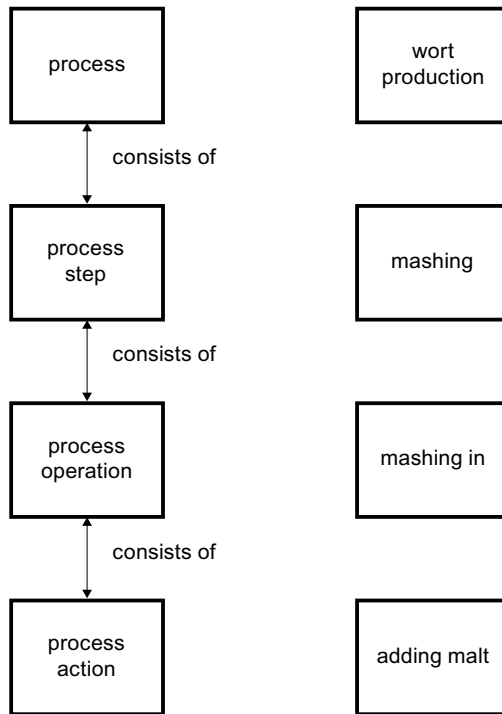 process
wort
production
consists of
process
step
mashing
consists of
process
operation
mashing in
consists of
process
action
adding malt